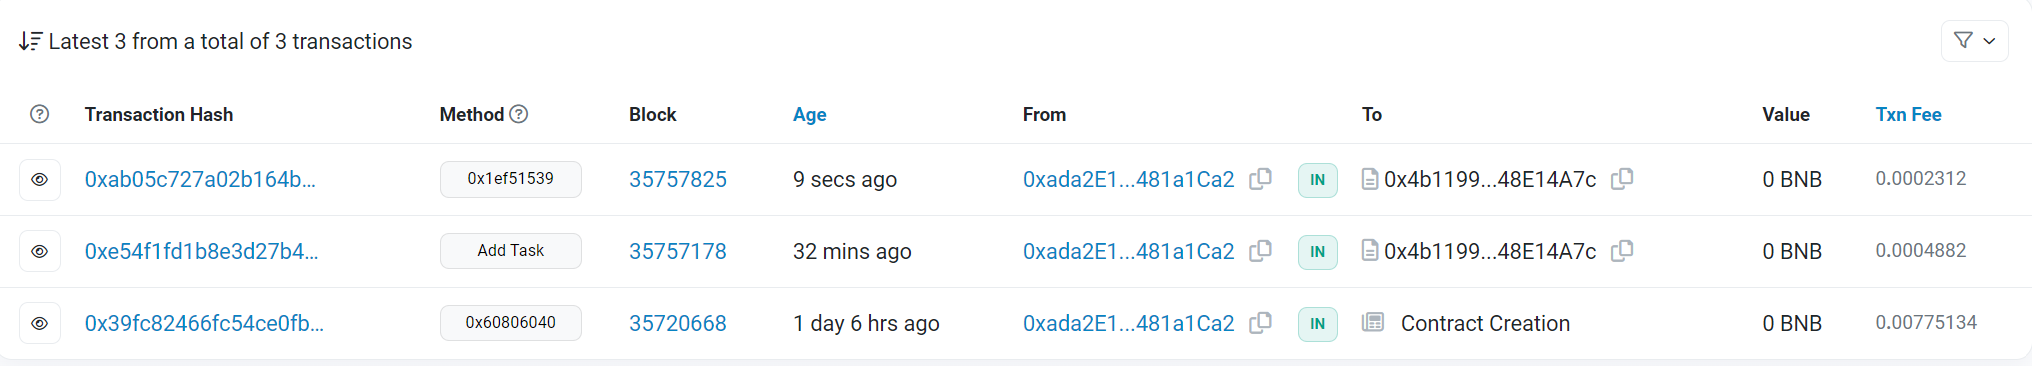 Latest 3 from a total of 3 transactions
Transaction Hash Method Block Age From To Value Txn Fee
0xab05c727a02b164b... 0x1ef51539 35757825 9 secs ago 0xada2E1...481a1Ca2 IN 0x4b1199...48E14A7c 0 BNB 0.0002312
0xe54f1fd1b8e3d27b4... Add Task 35757178 32 mins ago 0xada2E1...481a1Ca2 IN 0x4b1199...48E14A7c 0 BNB 0.0004882
0x39fc82466fc54ce0fb... 0x60806040 35720668 1 day 6 hrs ago 0xada2E1...481a1Ca2 IN Contract Creation 0 BNB 0.00775134